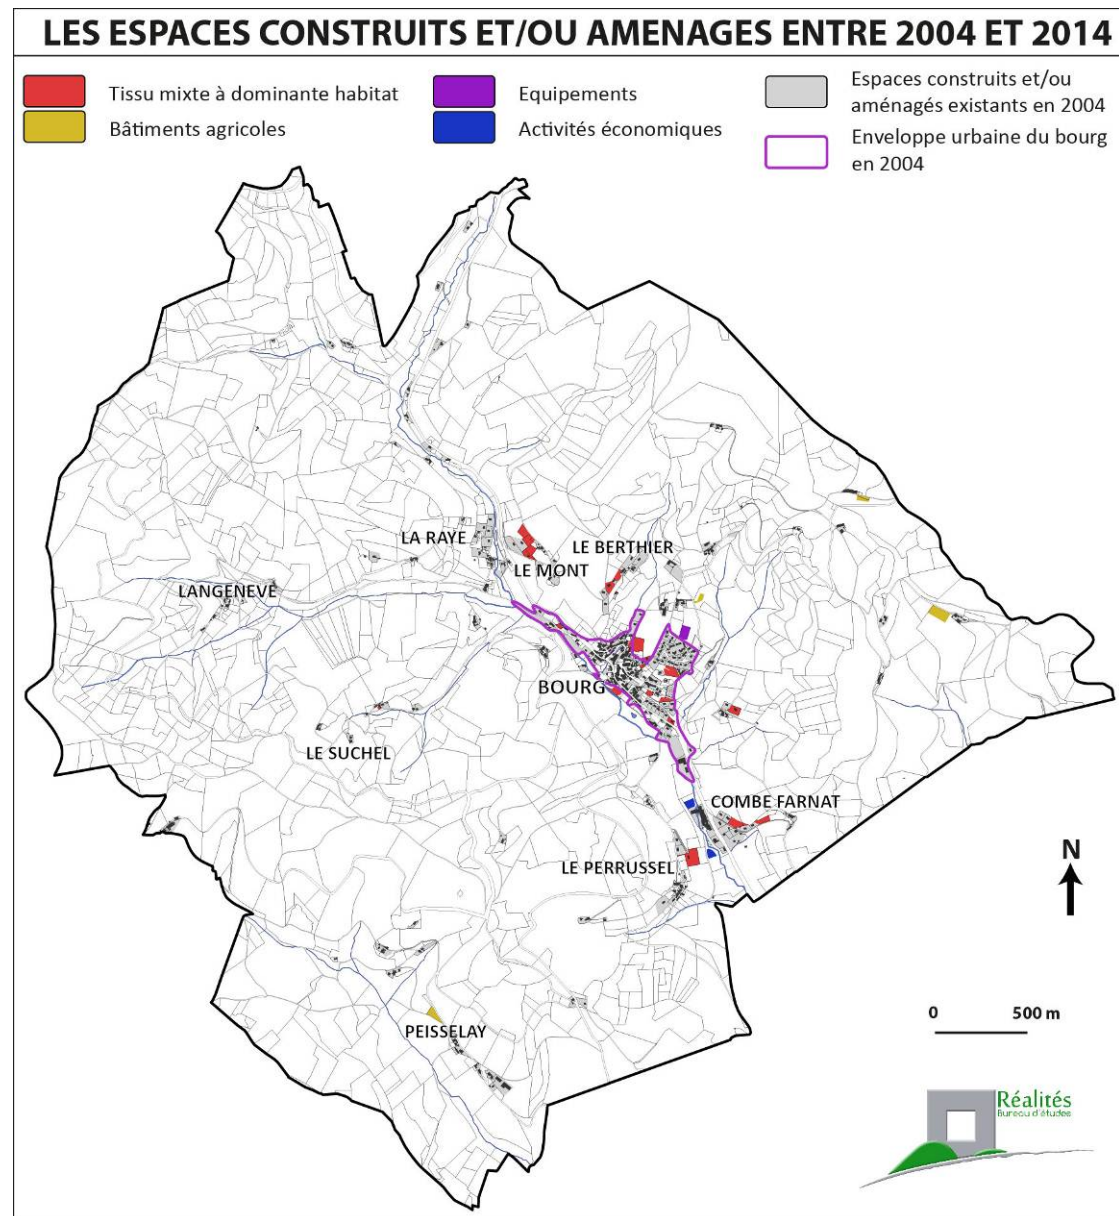 LES ESPACES CONSTRUITS ET/OU AMENAGES ENTRE 2004 ET 2014
Tissu mixte à dominante habitat
Bâtiments agricoles
Equipements
Activités économiques
Espaces construits et/ou
aménagés existants en 2004
Enveloppe urbaine du bourg
en 2004
LA RAYE
LE BERTHIER
LE MONT
LANGENEVE
BOURG
LE SUCHEL
COMBE FARNAT
LE PERRUSSEL
N
PEISSELAY
0 500 m
Réalités
Bureau d'études